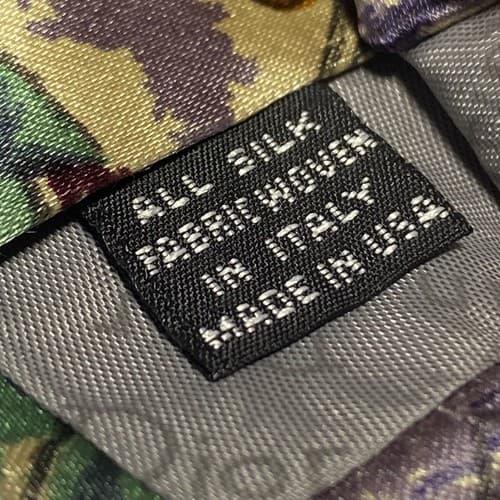 ALL SILK
FABRIC WOVEN
IN ITALY
MADE IN USA